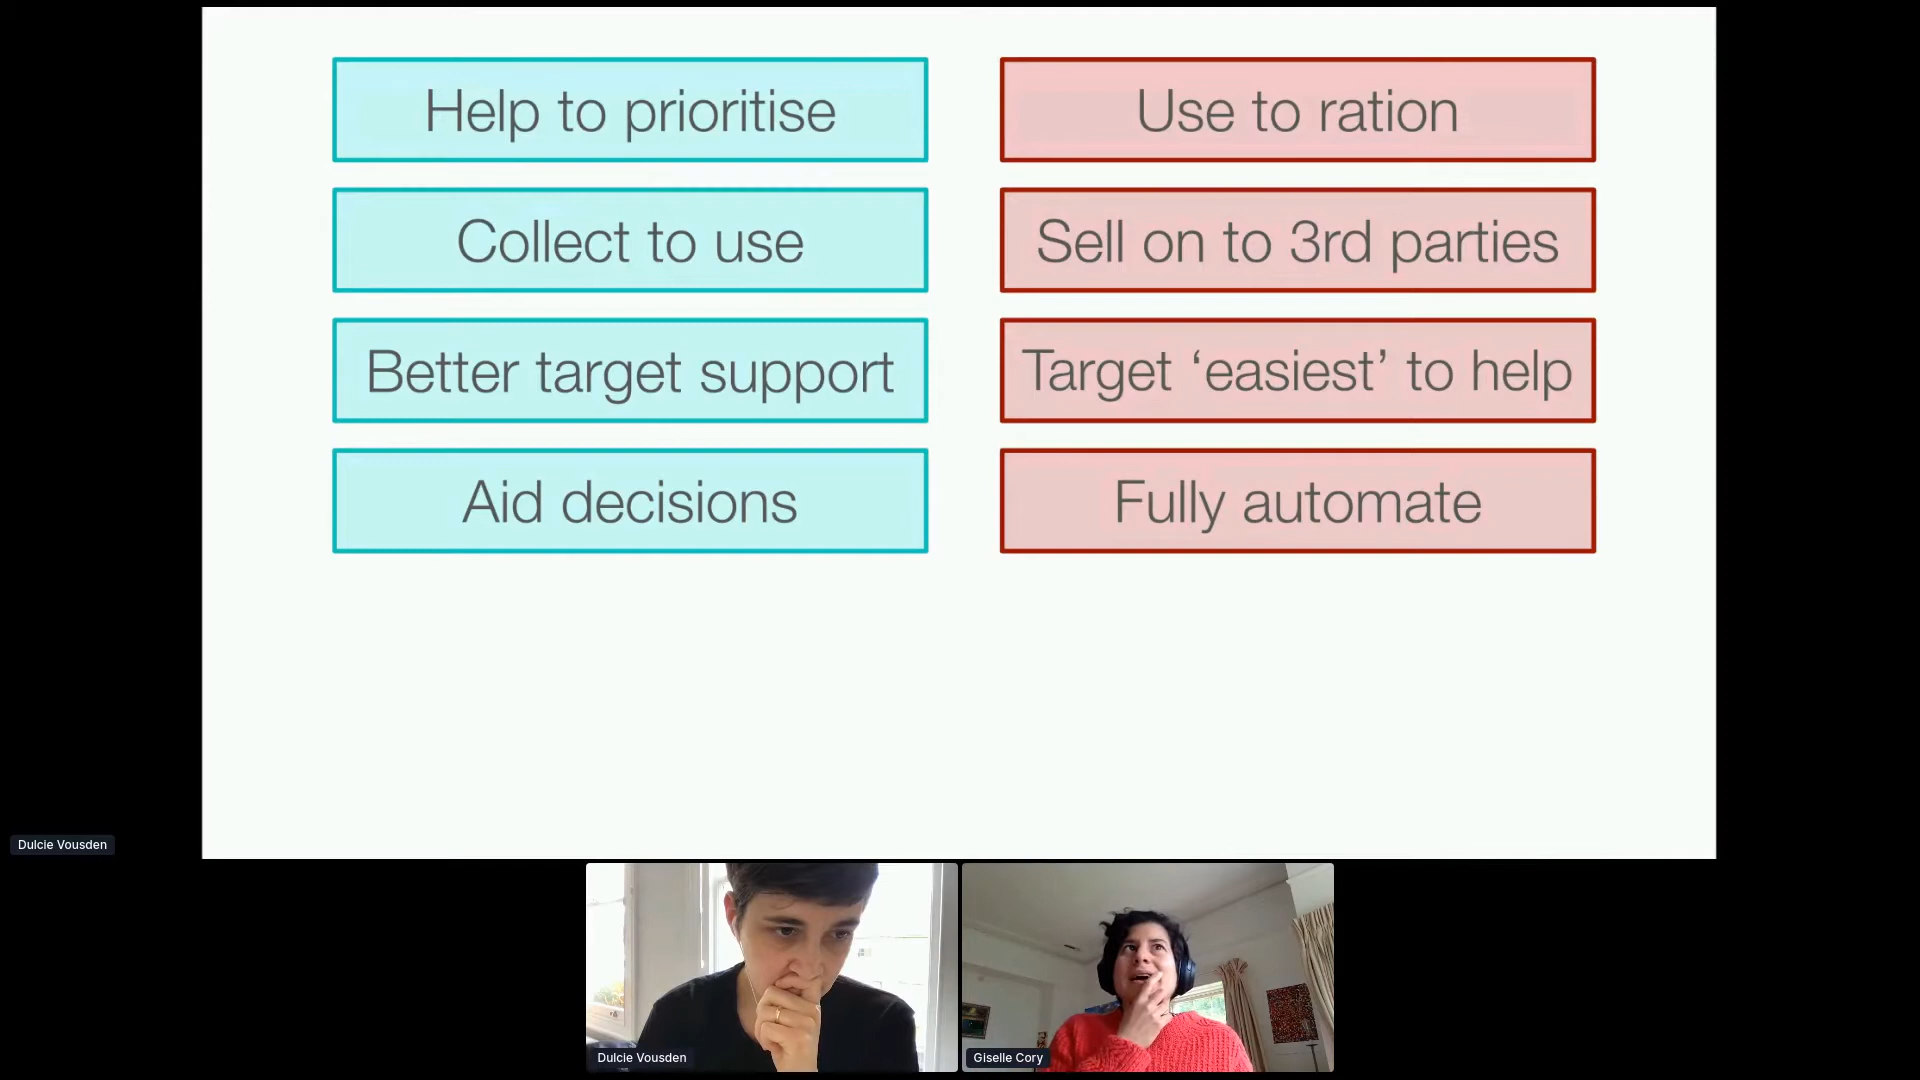 Help to prioritise
Use to ration
Collect to use
Sell on to 3rd parties
Better target support
Target ‘easiest’ to help
Aid decisions
Fully automate
Dulcie Vousden
Dulcie Vousden
Giselle Cory